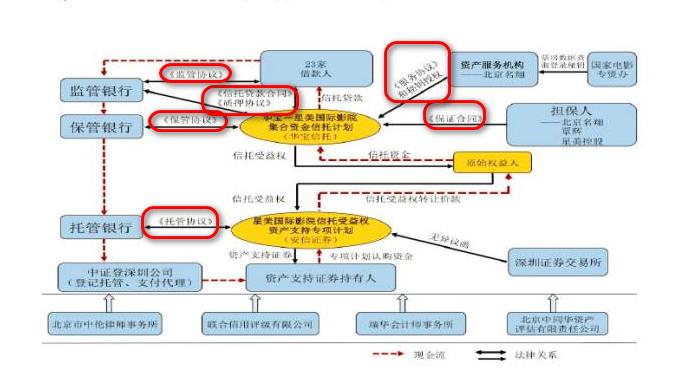 23家
借款人
资产服务机构
——北京名翔
票房数据查
询登录秘钥
国家电影
专资办
《监管协议》
《服务协议》
和秘钥授权
监管银行
《信托贷款合同》
《质押协议》
信托贷款
保管银行
《保管协议》
华宝—星美国际影院
集合资金信托计划
(华宝信托)
《保证合同》
担保人
——北京名翔
覃辉
星美控股
信托受益权
信托资金
原始权益人
信托受益权
信托受益权转让价款
托管银行
《托管协议》
星美国际影院信托受益权
资产支持专项计划
(安信证券)
无异议函
资产支持证券
专项计划认购资金
深圳证券交易所
中证登深圳公司
(登记托管、支付代理)
资产支持证券持有人
北京市中伦律师事务所
联合信用评级有限公司
瑞华会计师事务所
北京中同华资产
评估有限责任公司
现金流
法律关系